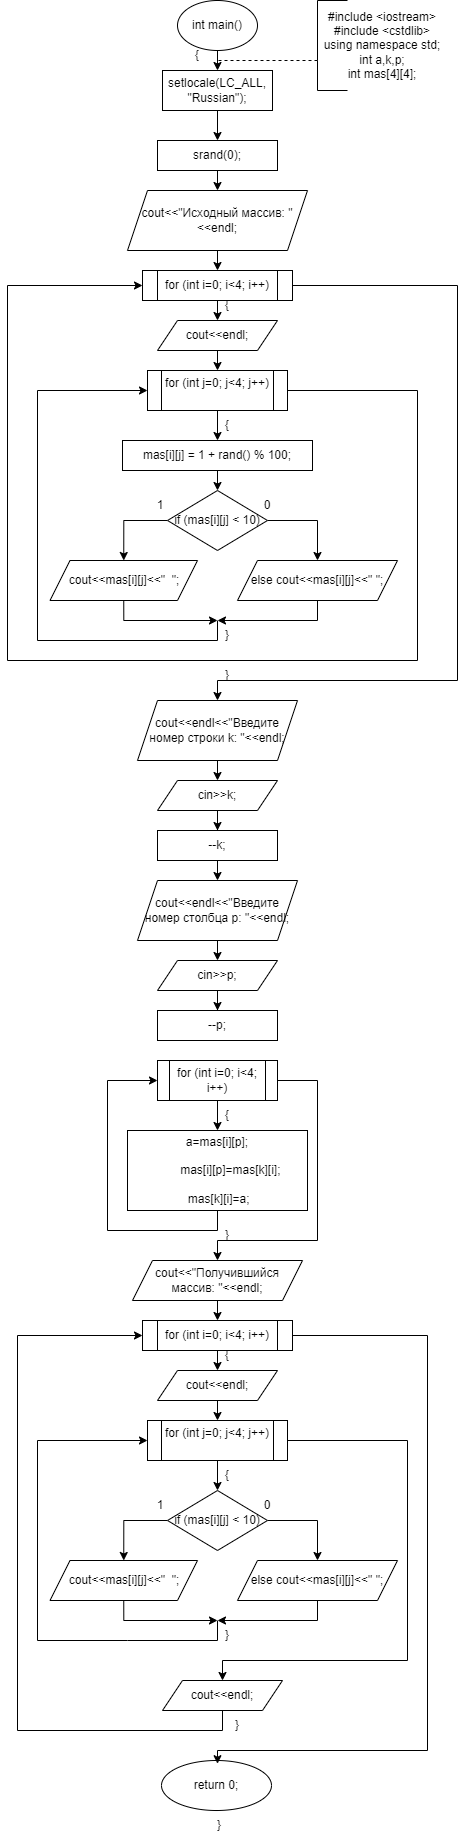 int main()
#include <iostream>
#include <cstdlib>
using namespace std;
int a,k,p;
int mas[4][4];
{
setlocale(LC_ALL,
"Russian");
srand(0);
cout<<"Исходный массив: "
<<endl;
for (int i=0; i<4; i++)
{
cout<<endl;
for (int j=0; j<4; j++)
{
mas[i][j] = 1 + rand() % 100;
1
0
if (mas[i][j] < 10)
cout<<mas[i][j]<<"  ";
else cout<<mas[i][j]<<" ";
}
}
cout<<endl<<"Введите
номер строки k: "<<endl;
cin>>k;
--k;
cout<<endl<<"Введите
номер столбца p: "<<endl;
cin>>p;
--p;
for (int i=0; i<4;
i++)
{
a=mas[i][p];
mas[i][p]=mas[k][i];
mas[k][i]=a;
}
cout<<"Получившийся
массив: "<<endl;
for (int i=0; i<4; i++)
{
cout<<endl;
for (int j=0; j<4; j++)
{
1
0
if (mas[i][j] < 10)
cout<<mas[i][j]<<"  ";
else cout<<mas[i][j]<<" ";
}
cout<<endl;
}
return 0;
}